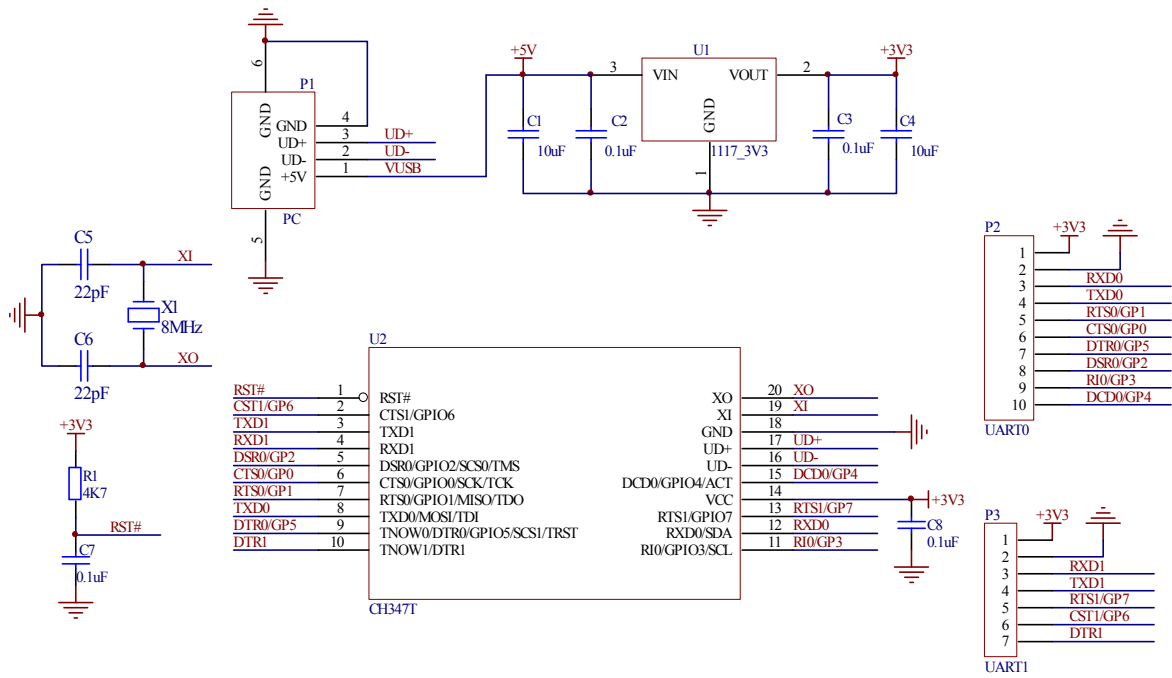 6
P1
GND
GND
GND 4
UD+ 3 UD+
UD- 2 UD-
+5V 1 VUSB
PC
5
+5V
C1
10uF
C2
0.1uF
U1
3 VIN VOUT 2
GND
1117_3V3
1
+3V3
C3
0.1uF
C4
10uF
C5
22pF
XI
X1
8MHz
C6
22pF
XO
+3V3
R1
4K7
RST#
C7
0.1uF
U2
RST# 1 RST#
CST1/GP6 2 CTS1/GPIO6
TXD1 3 TXD1
RXD1 4 RXD1
DSR0/GP2 5 DSR0/GPIO2/SCS0/TMS
CTS0/GP0 6 CTS0/GPIO0/SCK/TCK
RTS0/GP1 7 RTS0/GPIO1/MISO/TDO
TXD0 8 TXD0/MOSI/TDI
DTR0/GP5 9 TNOW0/DTR0/GPIO5/SCS1/TRST
DTR1 10 TNOW1/DTR1
XO 20 XO
XI 19 XI
GND 18
UD+ 17 UD+
UD- 16 UD-
DCD0/GPIO4/ACT 15 DCD0/GP4
VCC 14 +3V3
RTS1/GPIO7 13 RTS1/GP7
RXD0/SDA 12 RXD0
RI0/GPIO3/SCL 11 RI0/GP3
CH347T
C8
0.1uF
P2
+3V3
1
2
3 RXD0
4 TXD0
5 RTS0/GP1
6 CTS0/GP0
7 DTR0/GP5
8 DSR0/GP2
9 RI0/GP3
10 DCD0/GP4
UART0
P3
+3V3
1
2
3 RXD1
4 TXD1
5 RTS1/GP7
6 CST1/GP6
7 DTR1
UART1